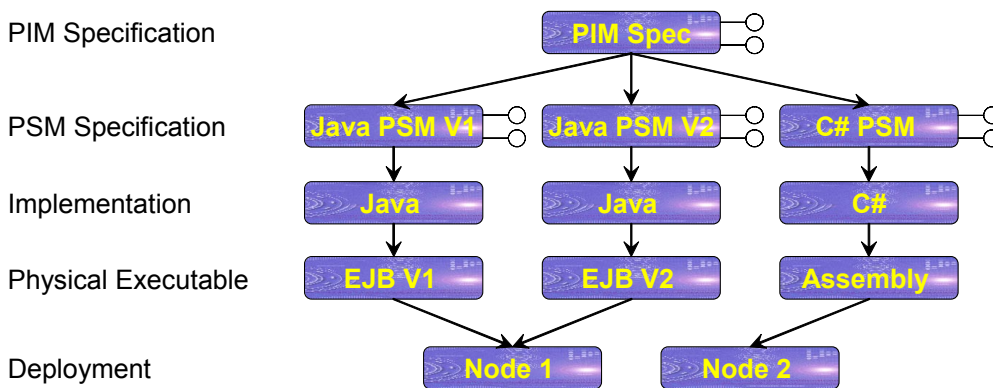 PIM Specification
PIM Spec
PSM Specification
Java PSM V1
Java PSM V2
C# PSM
Implementation
Java
Java
C#
Physical Executable
EJB V1
EJB V2
Assembly
Deployment
Node 1
Node 2